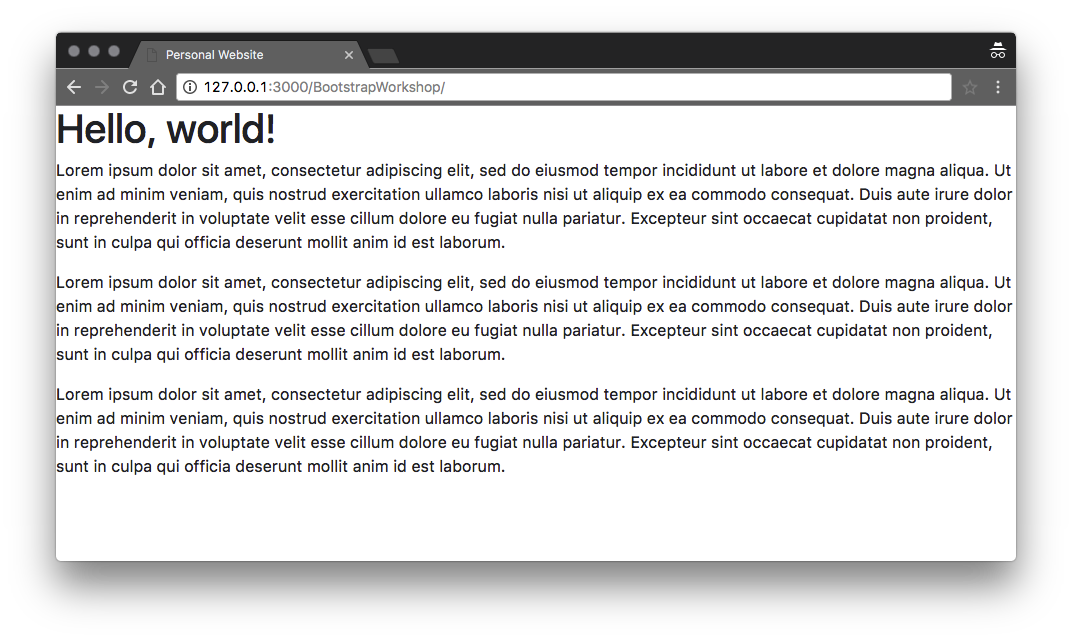 Personal Website
127.0.0.1:3000/BootstrapWorkshop/
Hello, world!
Lorem ipsum dolor sit amet, consectetur adipiscing elit, sed do eiusmod tempor incididunt ut labore et dolore magna aliqua. Ut
enim ad minim veniam, quis nostrud exercitation ullamco laboris nisi ut aliquip ex ea commodo consequat. Duis aute irure dolor
in reprehenderit in voluptate velit esse cillum dolore eu fugiat nulla pariatur. Excepteur sint occaecat cupidatat non proident,
sunt in culpa qui officia deserunt mollit anim id est laborum.
Lorem ipsum dolor sit amet, consectetur adipiscing elit, sed do eiusmod tempor incididunt ut labore et dolore magna aliqua. Ut
enim ad minim veniam, quis nostrud exercitation ullamco laboris nisi ut aliquip ex ea commodo consequat. Duis aute irure dolor
in reprehenderit in voluptate velit esse cillum dolore eu fugiat nulla pariatur. Excepteur sint occaecat cupidatat non proident,
sunt in culpa qui officia deserunt mollit anim id est laborum.
Lorem ipsum dolor sit amet, consectetur adipiscing elit, sed do eiusmod tempor incididunt ut labore et dolore magna aliqua. Ut
enim ad minim veniam, quis nostrud exercitation ullamco laboris nisi ut aliquip ex ea commodo consequat. Duis aute irure dolor
in reprehenderit in voluptate velit esse cillum dolore eu fugiat nulla pariatur. Excepteur sint occaecat cupidatat non proident,
sunt in culpa qui officia deserunt mollit anim id est laborum.